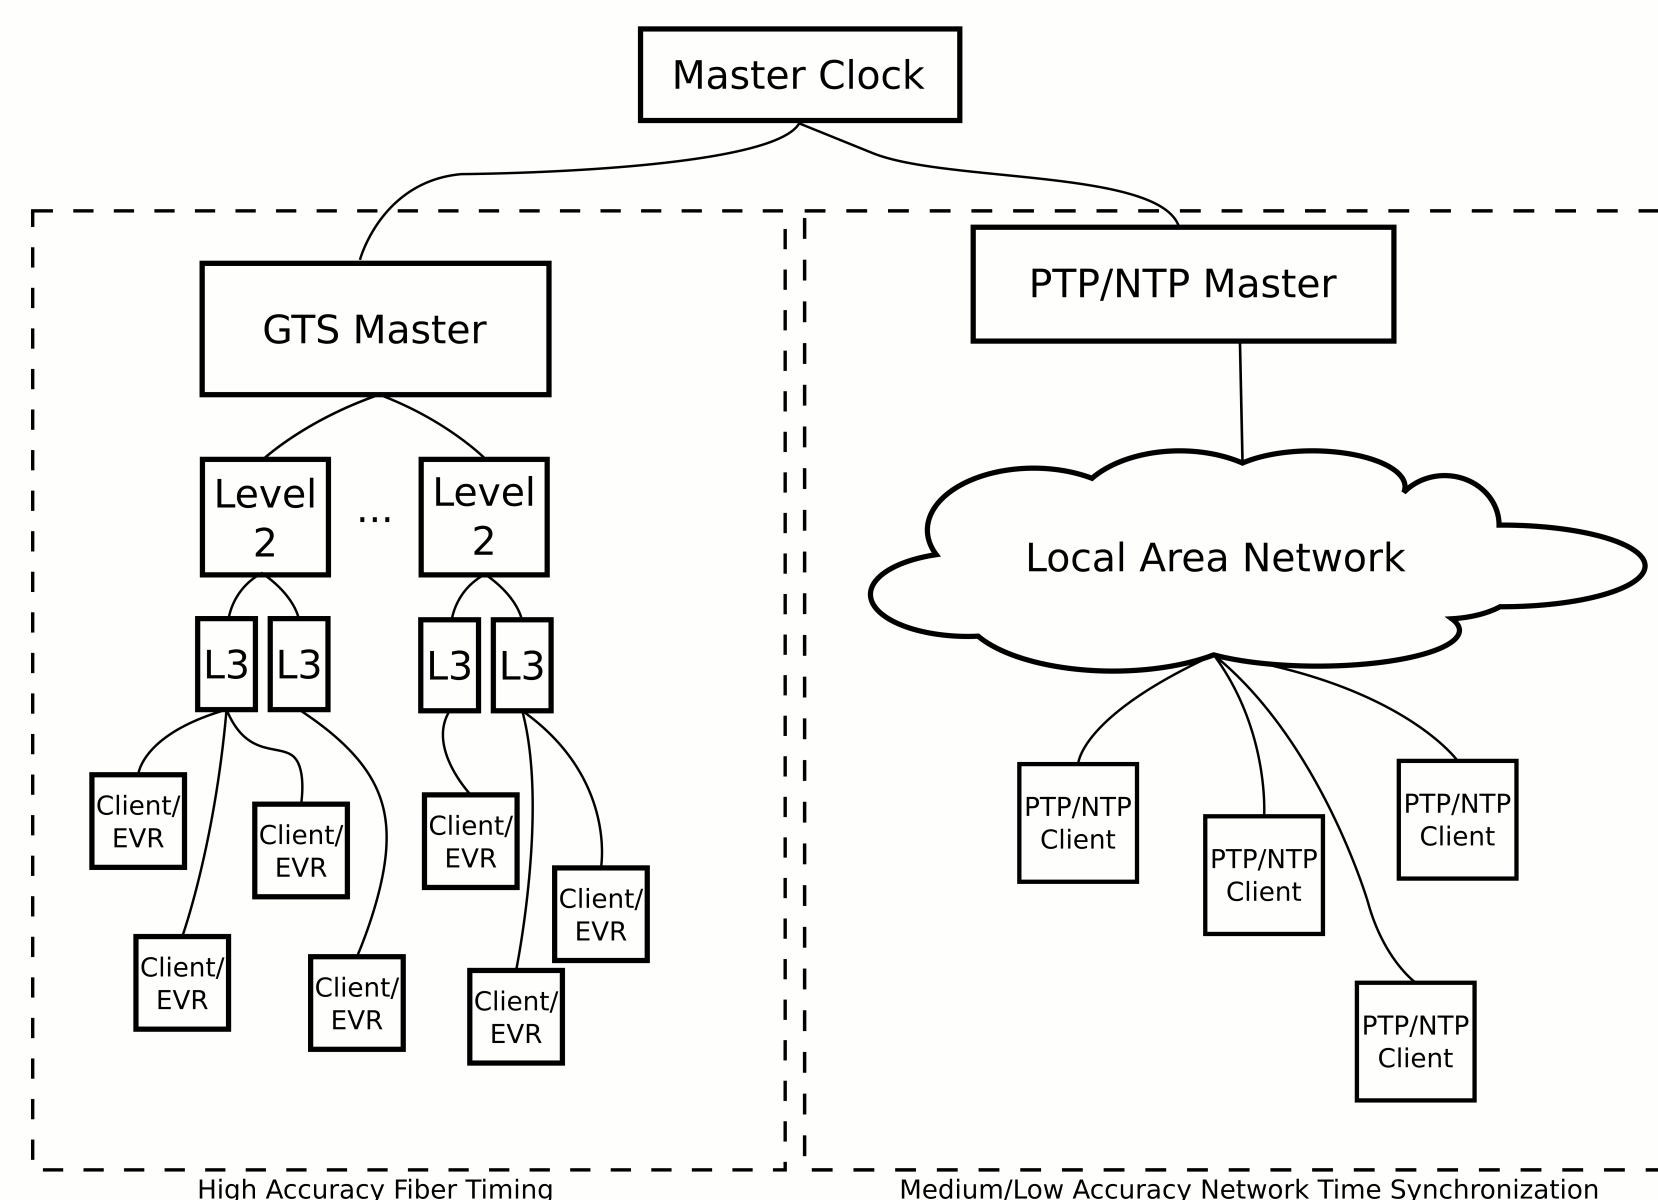 Master Clock
GTS Master
PTP/NTP Master
Level
2
...
Level
2
Local Area Network
L3
L3
L3
L3
Client/
EVR
Client/
EVR
Client/
EVR
Client/
EVR
Client/
EVR
Client/
EVR
Client/
EVR
PTP/NTP
Client
PTP/NTP
Client
PTP/NTP
Client
PTP/NTP
Client
High Accuracy Fiber Timing
Medium/Low Accuracy Network Time Synchronization